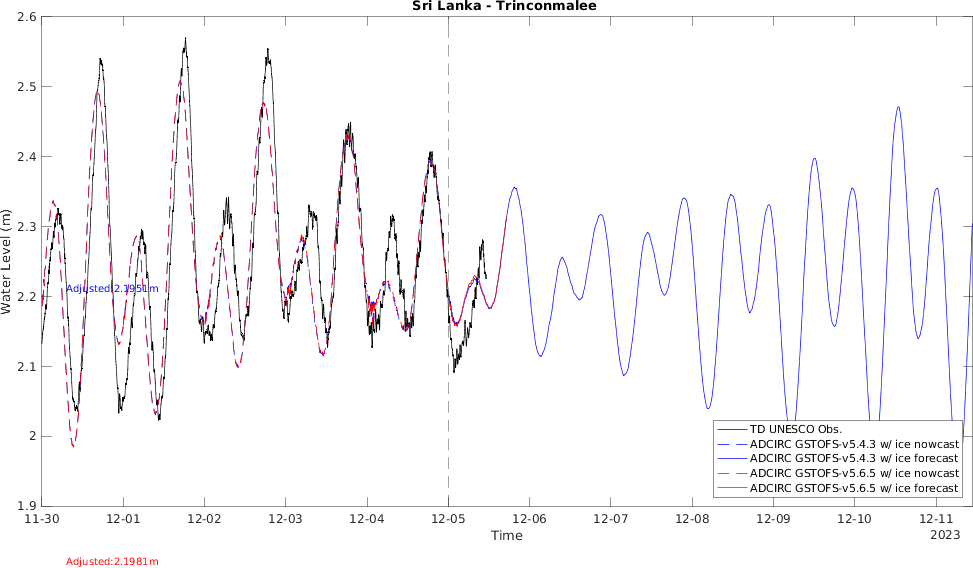 Sri Lanka - Trinconmalee
2.6
2.5
2.4
2.3
2.2
2.1
2
1.9
Water Level (m)
Adjusted:2.1951m
TD UNESCO Obs.
ADCIRC GSTOFS-v5.4.3 w/ ice nowcast
ADCIRC GSTOFS-v5.4.3 w/ ice forecast
ADCIRC GSTOFS-v5.6.5 w/ ice nowcast
ADCIRC GSTOFS-v5.6.5 w/ ice forecast
11-30 12-01 12-02 12-03 12-04 12-05 12-06 12-07 12-08 12-09 12-10 12-11
2023
Time
Adjusted:2.1981m